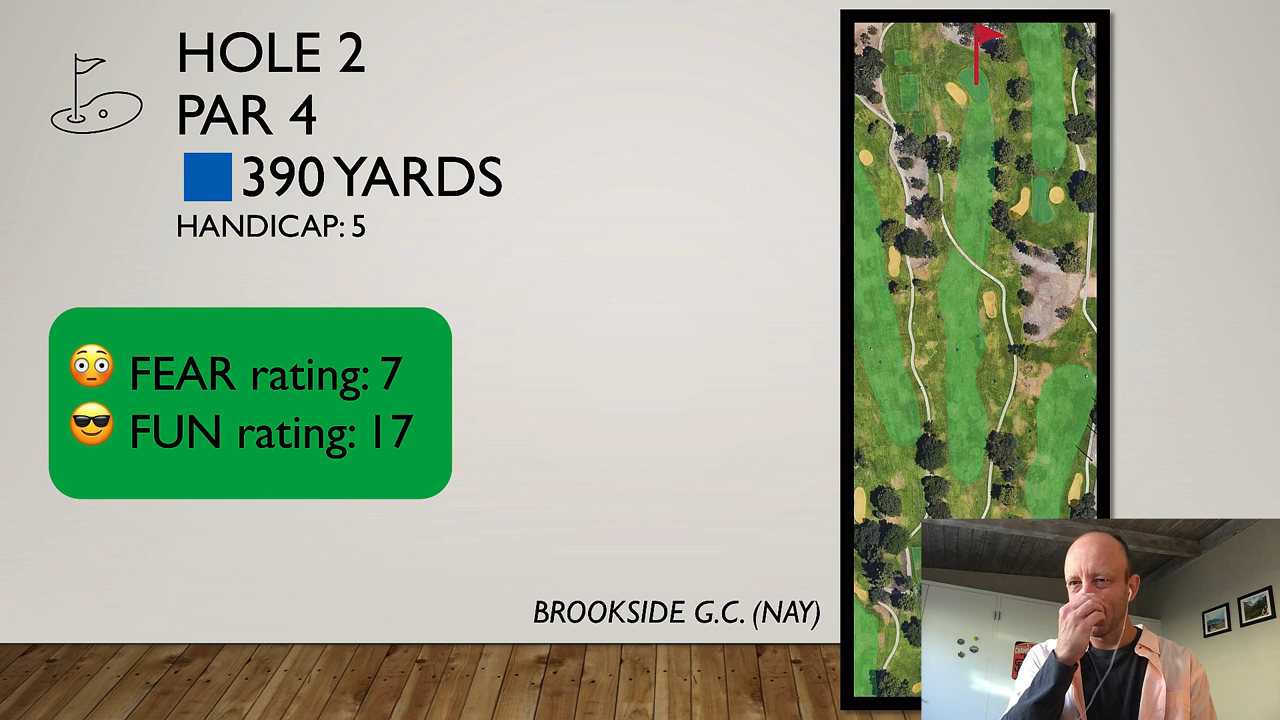 HOLE 2
PAR 4
390 YARDS
HANDICAP: 5
FEAR rating: 7
FUN rating: 17
BROOKSIDE G.C. (NAY)